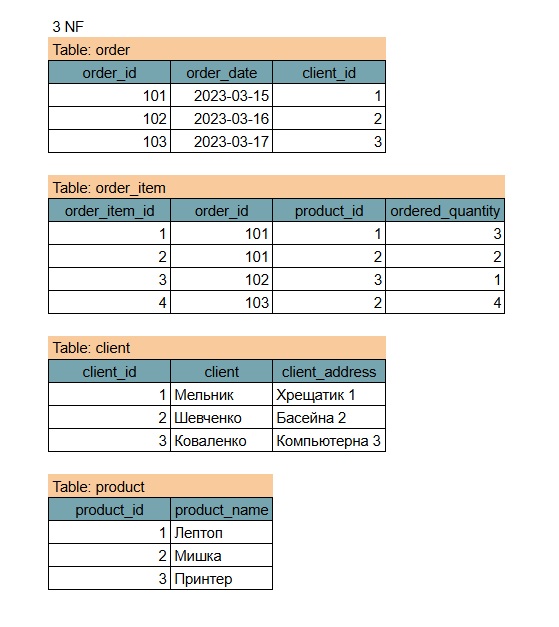 3 NF
Table: order
order_id order_date client_id
101 2023-03-15 1
102 2023-03-16 2
103 2023-03-17 3
Table: order_item
order_item_id order_id product_id ordered_quantity
1 101 1 3
2 101 2 2
3 102 3 1
4 103 2 4
Table: client
client_id client client_address
1 Мельник Хрещатик 1
2 Шевченко Басейна 2
3 Коваленко Компьютерна 3
Table: product
product_id product_name
1 Лептоп
2 Мишка
3 Принтер